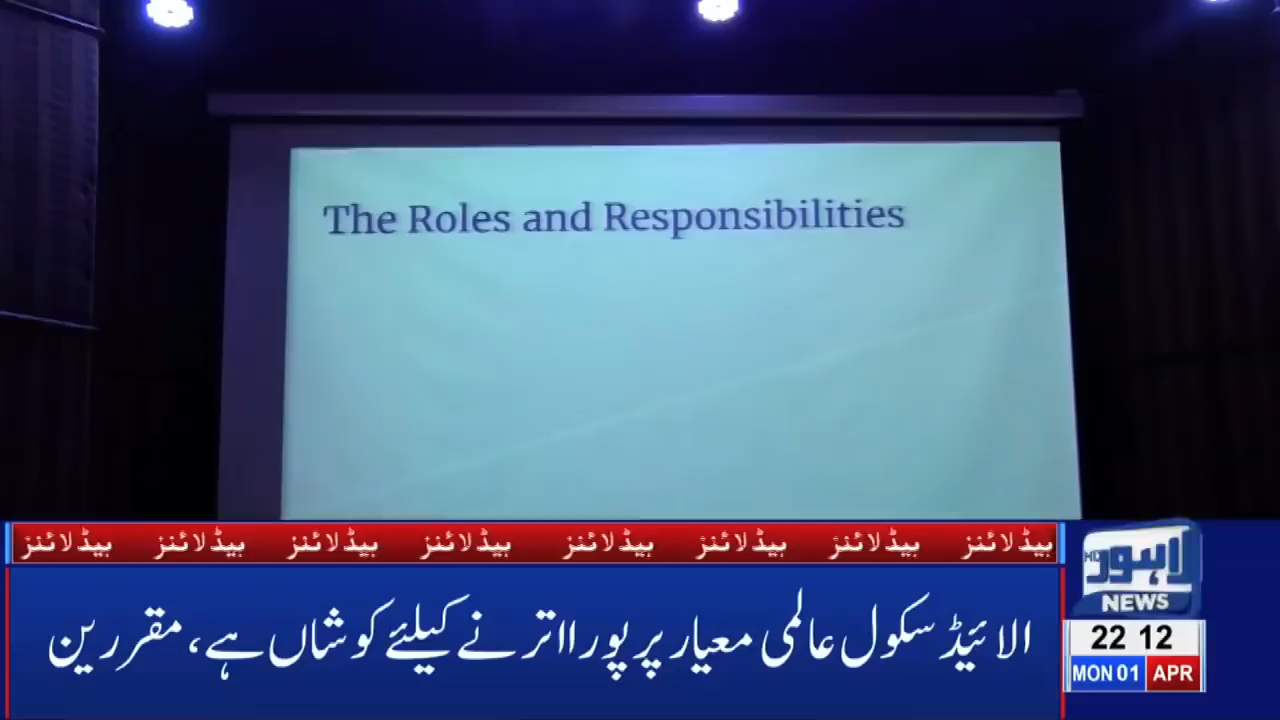 The Roles and Responsibilities
ہیڈلائنز ہیڈلائنز ہیڈلائنز ہیڈلائنز ہیڈلائنز ہیڈلائنز ہیڈلائنز ہیڈلائنز
الائیڈ سکول عالمی معیار پر پورا اترنے کیلئے کوشاں ہے، مقررین
لاہور HD
NEWS
22 12
MON 01 APR